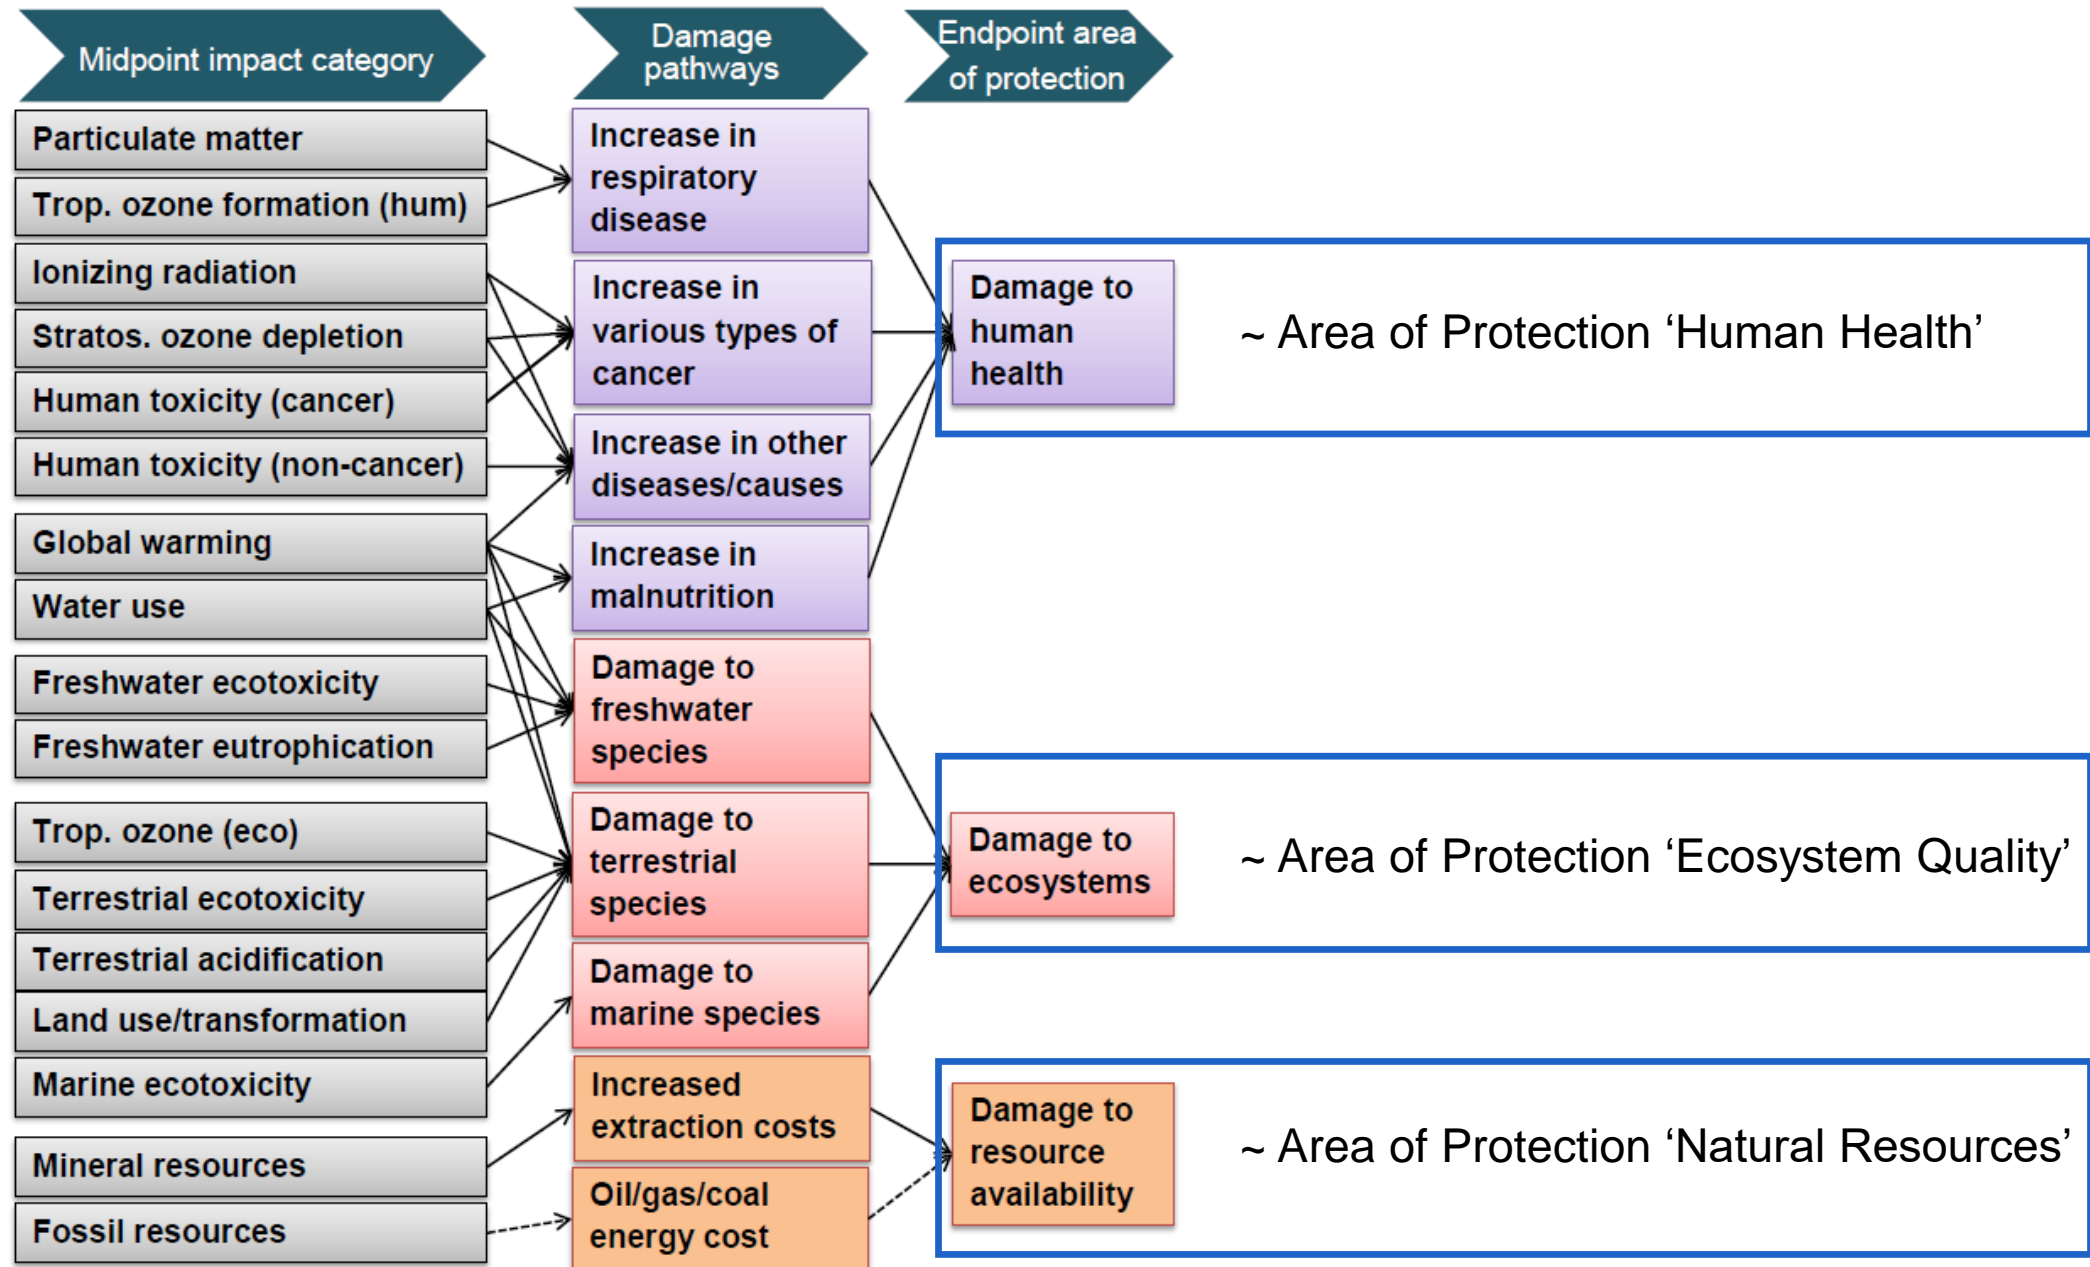 Midpoint impact category
Damage
pathways
Endpoint area
of protection
Particulate matter
Trop. ozone formation (hum)
Ionizing radiation
Stratos. ozone depletion
Human toxicity (cancer)
Human toxicity (non-cancer)
Global warming
Water use
Freshwater ecotoxicity
Freshwater eutrophication
Trop. ozone (eco)
Terrestrial ecotoxicity
Terrestrial acidification
Land use/transformation
Marine ecotoxicity
Mineral resources
Fossil resources
Increase in
respiratory
disease
Increase in
various types of
cancer
Increase in other
diseases/causes
Increase in
malnutrition
Damage to
freshwater
species
Damage to
terrestrial
species
Damage to
marine species
Increased
extraction costs
Oil/gas/coal
energy cost
Damage to
human
health
~ Area of Protection ‘Human Health’
Damage to
ecosystems
~ Area of Protection ‘Ecosystem Quality’
Damage to
resource
availability
~ Area of Protection ‘Natural Resources’